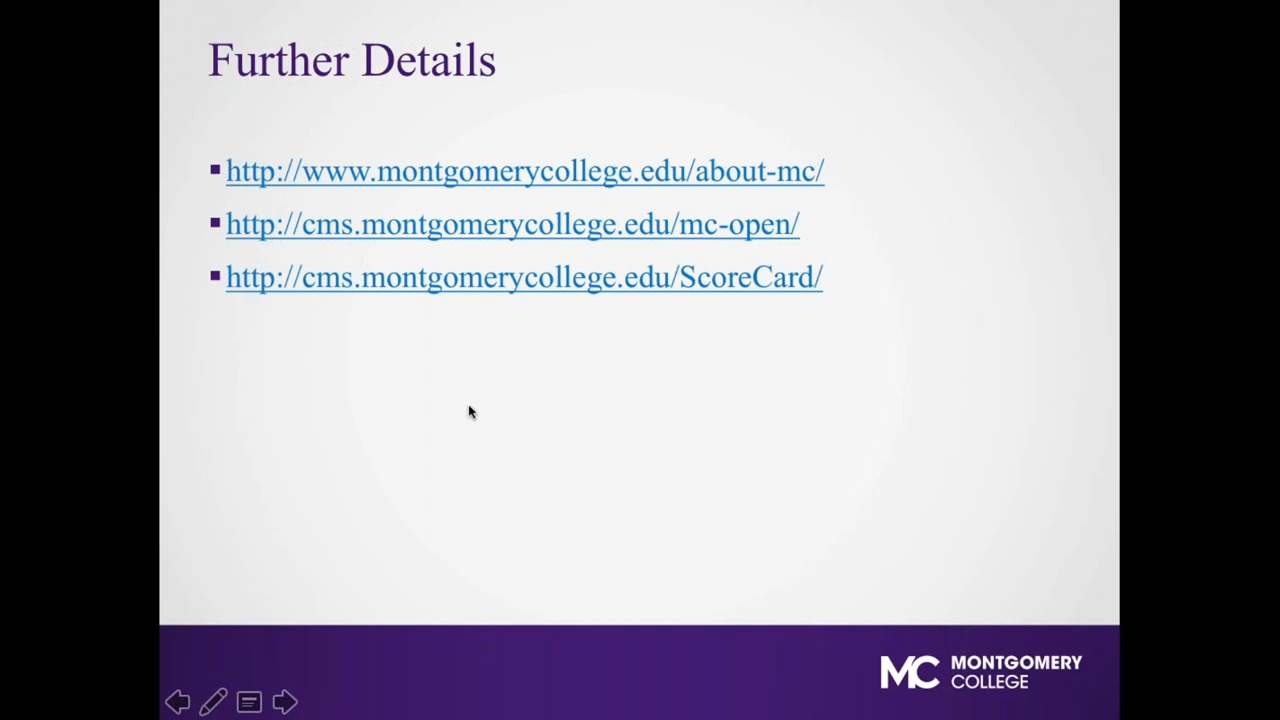 Further Details
http://www.montgomerycollege.edu/about-mc/
http://cms.montgomerycollege.edu/mc-open/
http://cms.montgomerycollege.edu/ScoreCard/
MC MONTGOMERY
COLLEGE